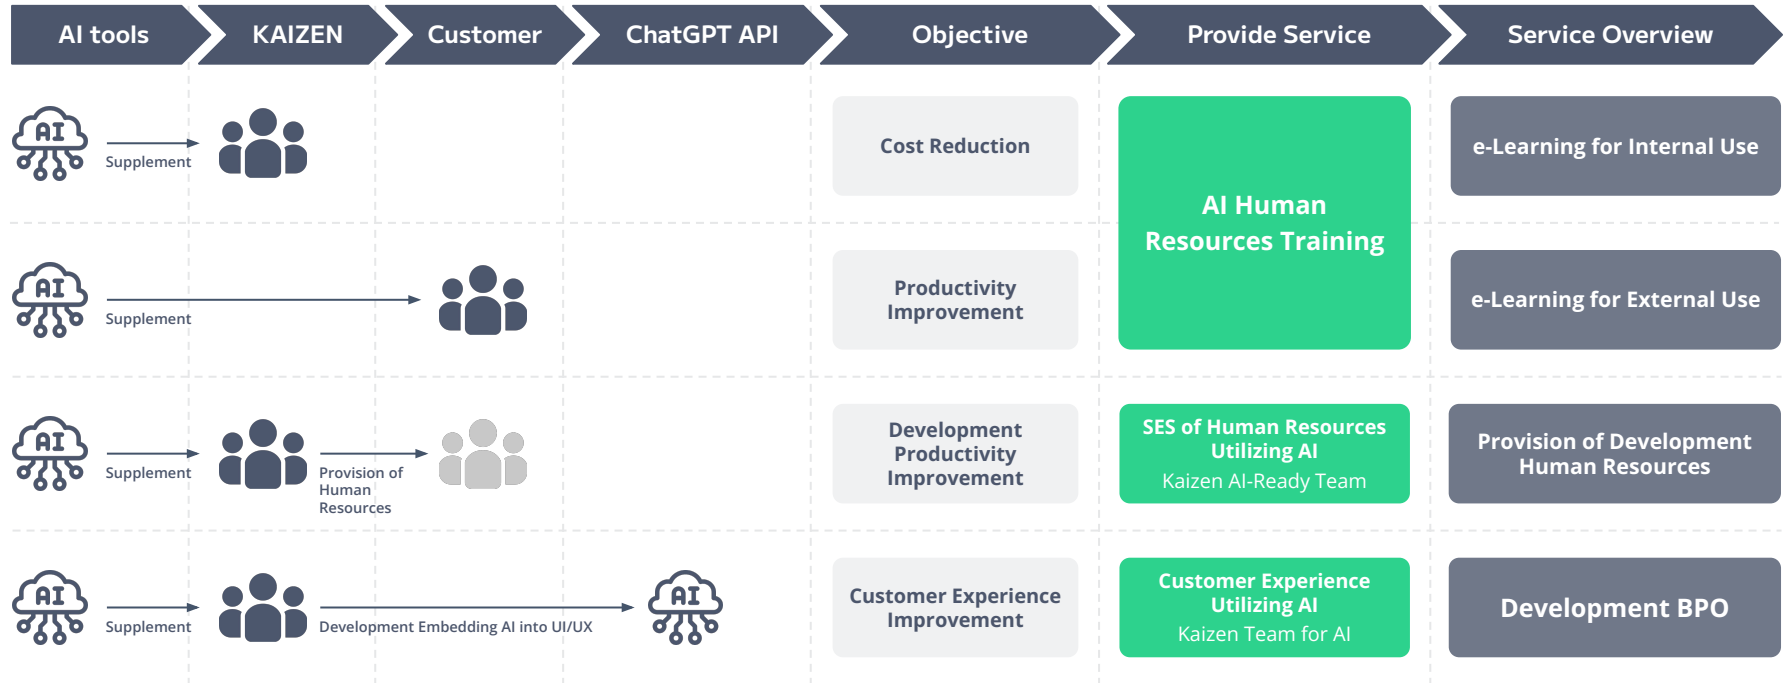 AI tools
KAIZEN
Customer
ChatGPT API
Objective
Provide Service
Service Overview
AI
Supplement
Cost Reduction
AI Human
Resources Training
e-Learning for Internal Use
AI
Supplement
Productivity
Improvement
e-Learning for External Use
AI
Supplement
Provision of
Human
Resources
Development
Productivity
Improvement
SES of Human Resources
Utilizing AI
Kaizen AI-Ready Team
Provision of Development
Human Resources
AI
Supplement
Development Embedding AI into UI/UX
AI
Customer Experience
Improvement
Customer Experience
Utilizing AI
Kaizen Team for AI
Development BPO